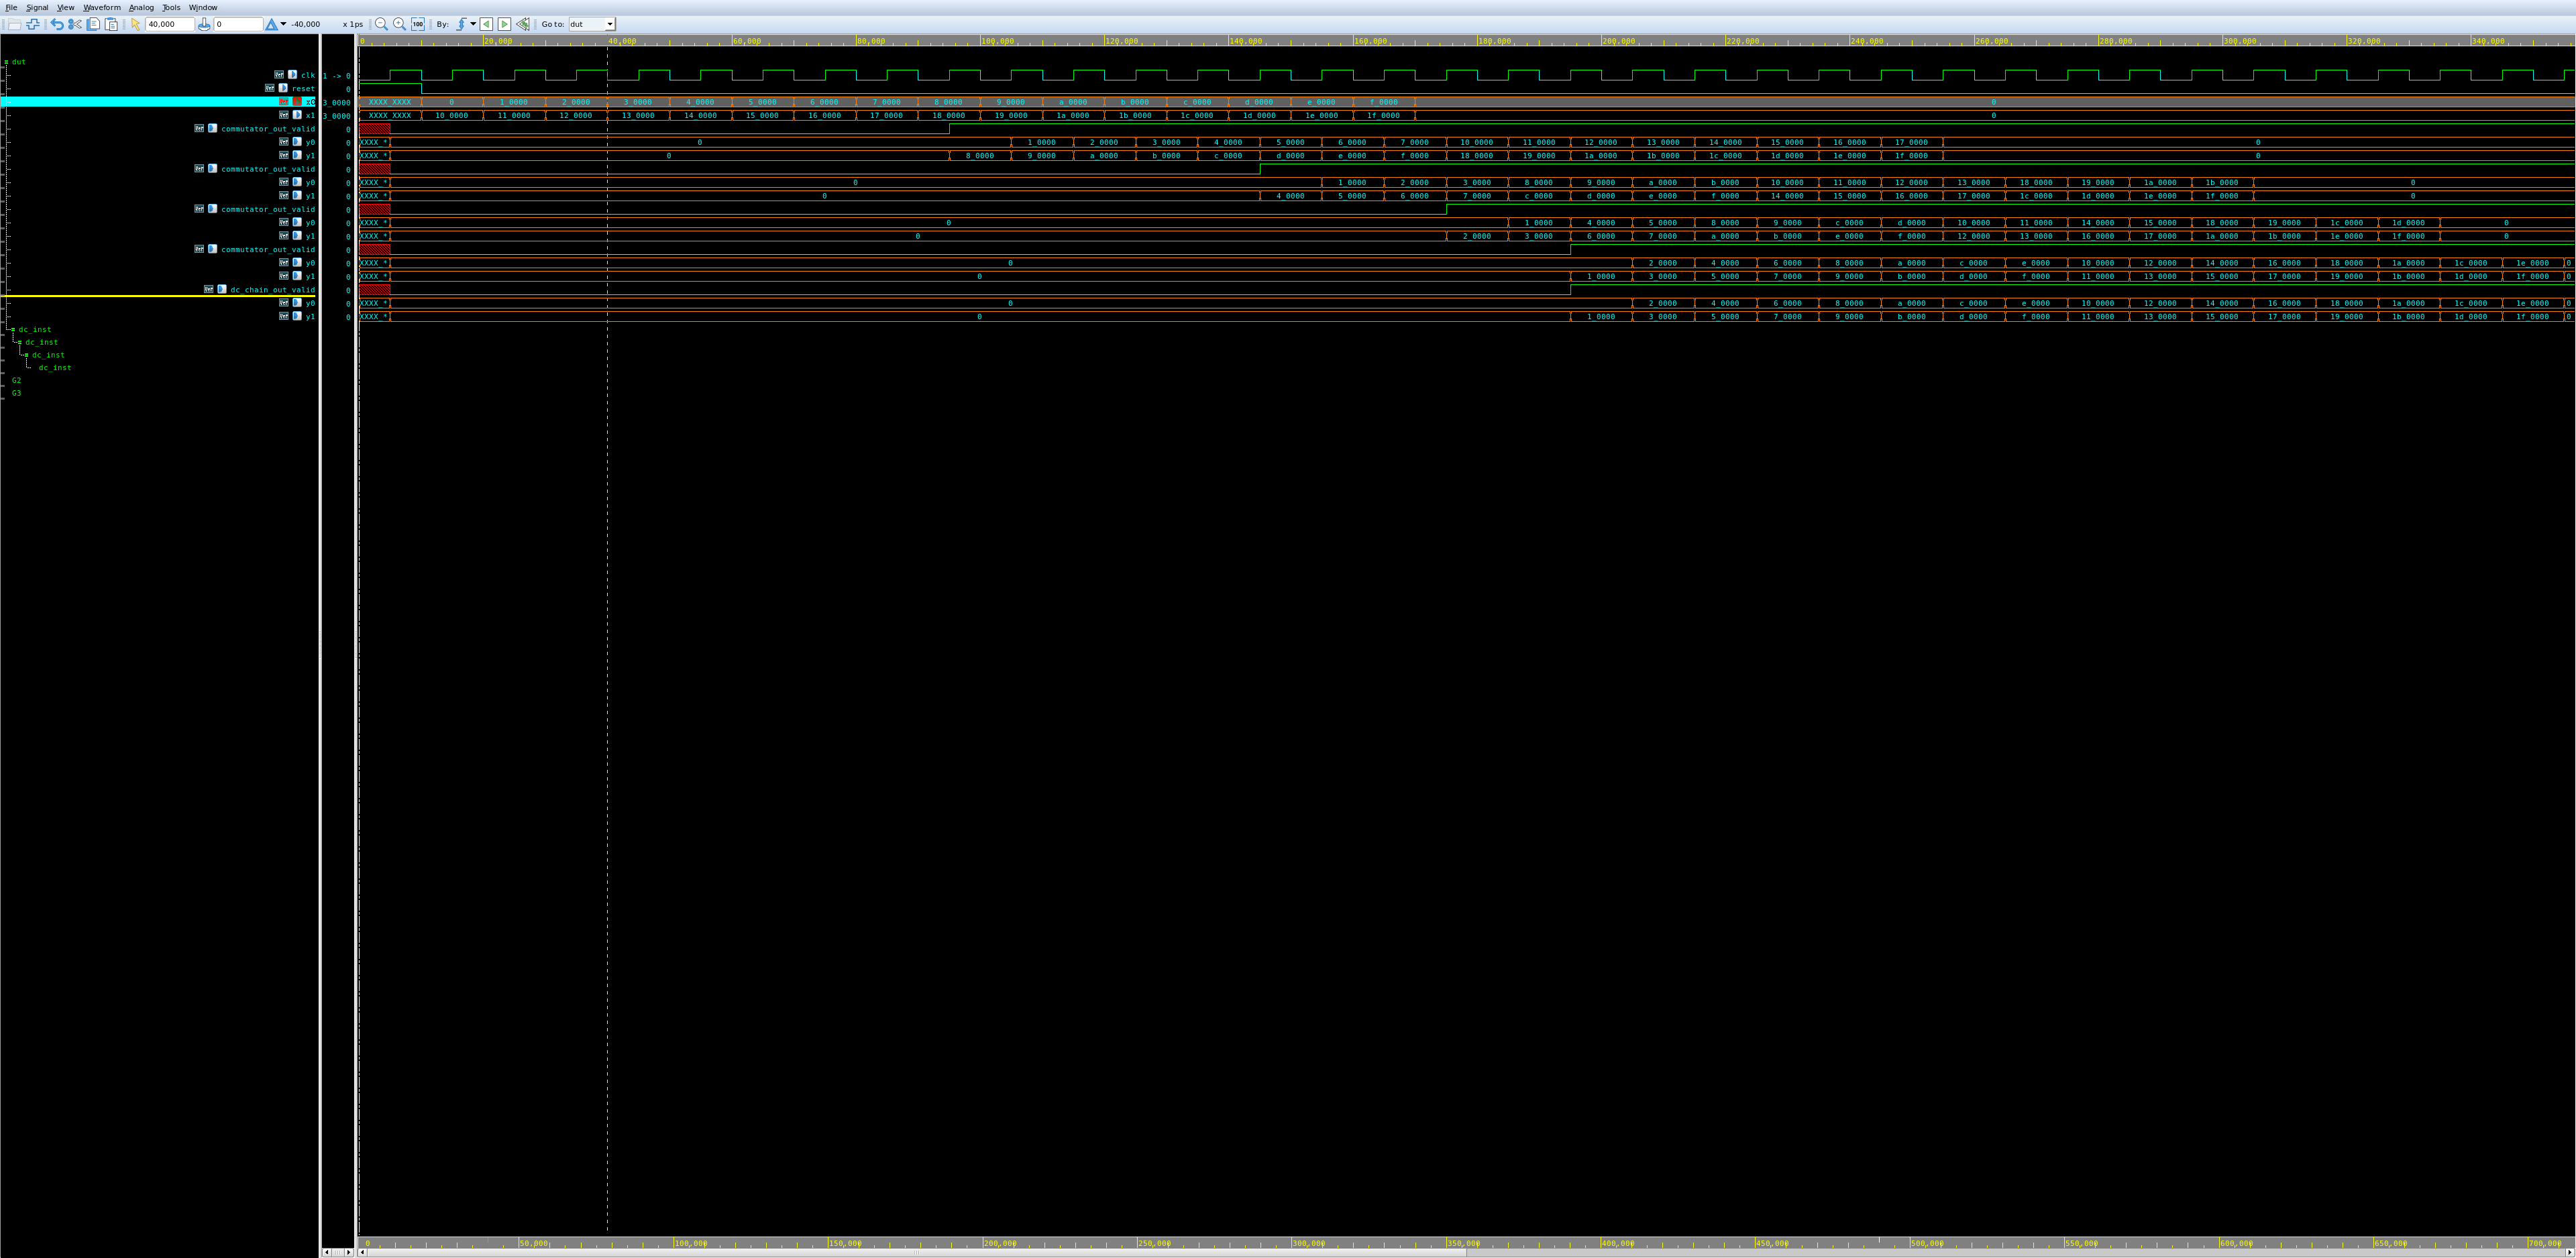 File Signal View Waveform Analog Tools Window
40,000 0 -40,000 x 1ps 100 By: Go to: dut
0 20,000 40,000 60,000 80,000 100,000 120,000 140,000 160,000 180,000 200,000 220,000 240,000 260,000 280,000 300,000 320,000 340,000
dut
clk 1 -> 0
reset 0
x0 3_0000 XXXX_XXXX 0 1_0000 2_0000 3_0000 4_0000 5_0000 6_0000 7_0000 8_0000 9_0000 a_0000 b_0000 c_0000 d_0000 e_0000 f_0000 0
x1 3_0000 XXXX_XXXX 10_0000 11_0000 12_0000 13_0000 14_0000 15_0000 16_0000 17_0000 18_0000 19_0000 1a_0000 1b_0000 1c_0000 1d_0000 1e_0000 1f_0000 0
commutator_out_valid 0
y0 0 XXXX_* 0 1_0000 2_0000 3_0000 4_0000 5_0000 6_0000 7_0000 10_0000 11_0000 12_0000 13_0000 14_0000 15_0000 16_0000 17_0000 0
y1 0 XXXX_* 0 8_0000 9_0000 a_0000 b_0000 c_0000 d_0000 e_0000 f_0000 18_0000 19_0000 1a_0000 1b_0000 1c_0000 1d_0000 1e_0000 1f_0000 0
commutator_out_valid 0
y0 0 XXXX_* 0 1_0000 2_0000 3_0000 8_0000 9_0000 a_0000 b_0000 10_0000 11_0000 12_0000 13_0000 18_0000 19_0000 1a_0000 1b_0000 0
y1 0 XXXX_* 0 4_0000 5_0000 6_0000 7_0000 c_0000 d_0000 e_0000 f_0000 14_0000 15_0000 16_0000 17_0000 1c_0000 1d_0000 1e_0000 1f_0000 0
commutator_out_valid 0
y0 0 XXXX_* 0 1_0000 4_0000 5_0000 8_0000 9_0000 c_0000 d_0000 10_0000 11_0000 14_0000 15_0000 18_0000 19_0000 1c_0000 1d_0000 0
y1 0 XXXX_* 0 2_0000 3_0000 6_0000 7_0000 a_0000 b_0000 e_0000 f_0000 12_0000 13_0000 16_0000 17_0000 1a_0000 1b_0000 1e_0000 1f_0000 0
commutator_out_valid 0
y0 0 XXXX_* 0 2_0000 4_0000 6_0000 8_0000 a_0000 c_0000 e_0000 10_0000 12_0000 14_0000 16_0000 18_0000 1a_0000 1c_0000 1e_0000 0
y1 0 XXXX_* 0 1_0000 3_0000 5_0000 7_0000 9_0000 b_0000 d_0000 f_0000 11_0000 13_0000 15_0000 17_0000 19_0000 1b_0000 1d_0000 1f_0000 0
dc_chain_out_valid 0
y0 0 XXXX_* 0 2_0000 4_0000 6_0000 8_0000 a_0000 c_0000 e_0000 10_0000 12_0000 14_0000 16_0000 18_0000 1a_0000 1c_0000 1e_0000 0
y1 0 XXXX_* 0 1_0000 3_0000 5_0000 7_0000 9_0000 b_0000 d_0000 f_0000 11_0000 13_0000 15_0000 17_0000 19_0000 1b_0000 1d_0000 1f_0000 0
dc_inst
dc_inst
dc_inst
dc_inst
G2
G3
0 50,000 100,000 150,000 200,000 250,000 300,000 350,000 400,000 450,000 500,000 550,000 600,000 650,000 700,000